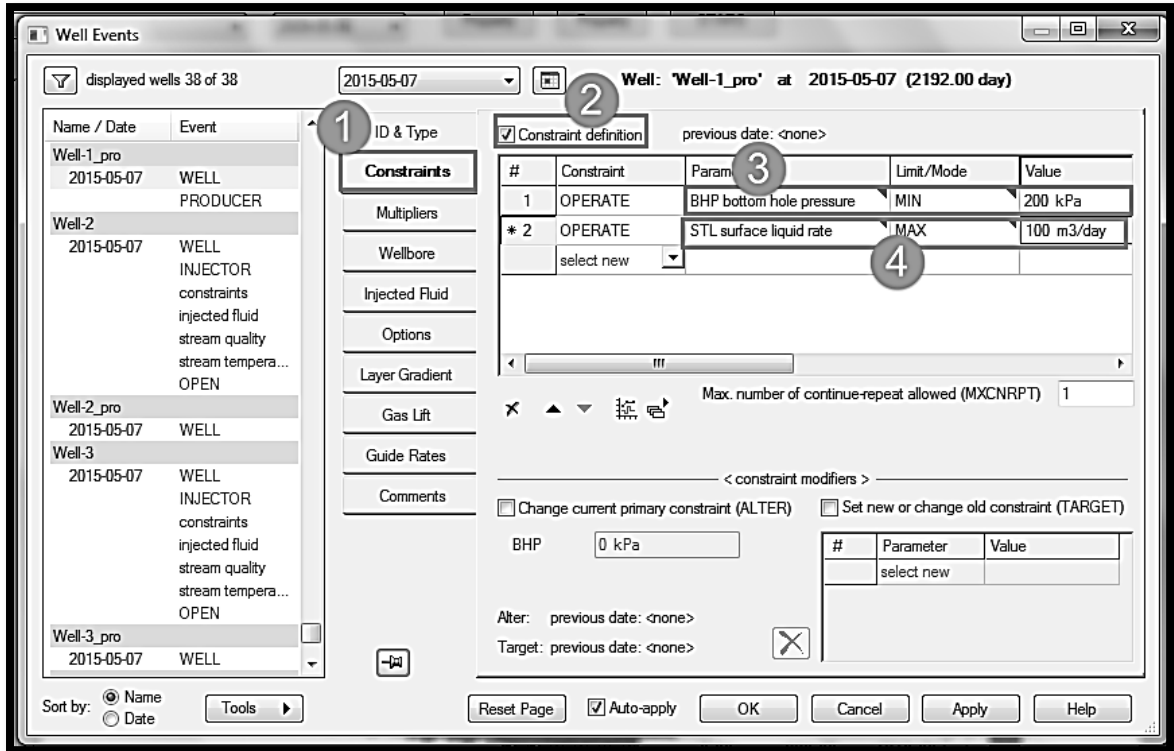 Well Events
displayed wells 38 of 38
2015-05-07
Well: 'Well-1_pro' at 2015-05-07 (2192.00 day)
Name / Date Event
Well-1_pro
2015-05-07 WELL
PRODUCER
Well-2
2015-05-07 WELL
INJECTOR
constraints
injected fluid
stream quality
stream tempera...
OPEN
Well-2_pro
2015-05-07 WELL
Well-3
2015-05-07 WELL
INJECTOR
constraints
injected fluid
stream quality
stream tempera...
OPEN
Well-3_pro
2015-05-07 WELL
1
ID & Type
Constraints
Multipliers
Wellbore
Injected Fluid
Options
Layer Gradient
Gas Lift
Guide Rates
Comments
2
Constraint definition previous date: <none>
# Constraint Param Limit/Mode Value
3
1 OPERATE BHP bottom hole pressure MIN 200 kPa
* 2 OPERATE STL surface liquid rate MAX 100 m3/day
select new
4
Max. number of continue-repeat allowed (MXCNRPT) 1
< constraint modifiers >
Change current primary constraint (ALTER)
Set new or change old constraint (TARGET)
BHP 0 kPa
# Parameter Value
select new
Alter: previous date: <none>
Target: previous date: <none>
Sort by: Name
Date
Tools
Reset Page
Auto-apply
OK
Cancel
Apply
Help